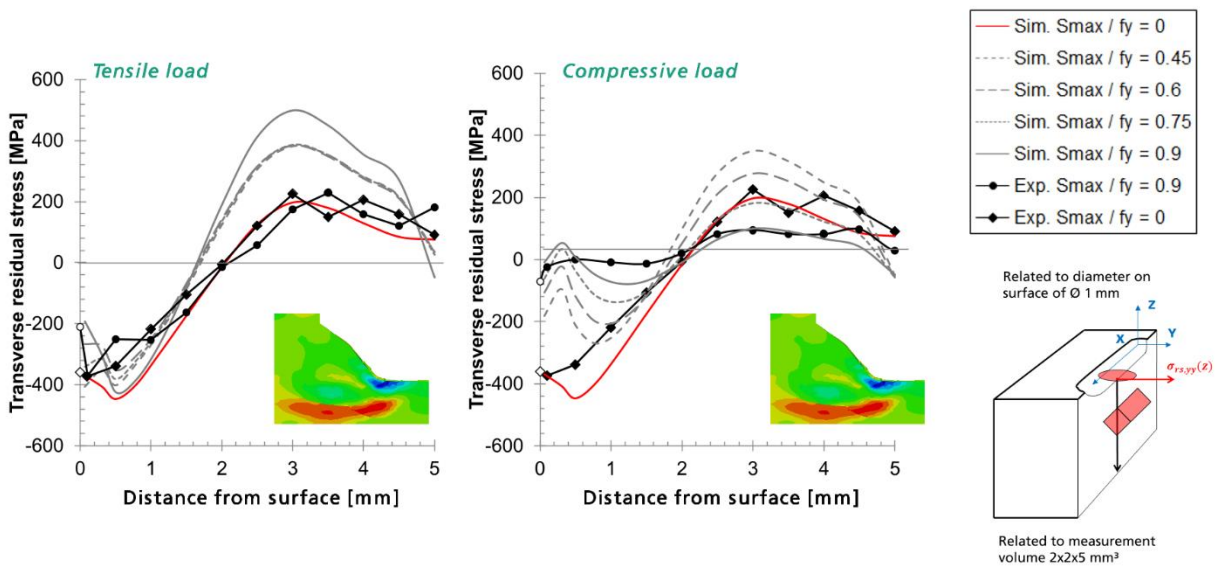 Tensile load
Transverse residual stress [MPa]
600
400
200
0
-200
-400
-600
0
1
2
3
4
5
Distance from surface [mm]
Compressive load
Transverse residual stress [MPa]
600
400
200
0
-200
-400
-600
0
1
2
3
4
5
Distance from surface [mm]
Sim. Smax / fy = 0
Sim. Smax / fy = 0.45
Sim. Smax / fy = 0.6
Sim. Smax / fy = 0.75
Sim. Smax / fy = 0.9
Exp. Smax / fy = 0.9
Exp. Smax / fy = 0
Related to diameter on
surface of Ø 1 mm
Z
X
Y
σrs,yy(z)
Related to measurement
volume 2x2x5 mm³